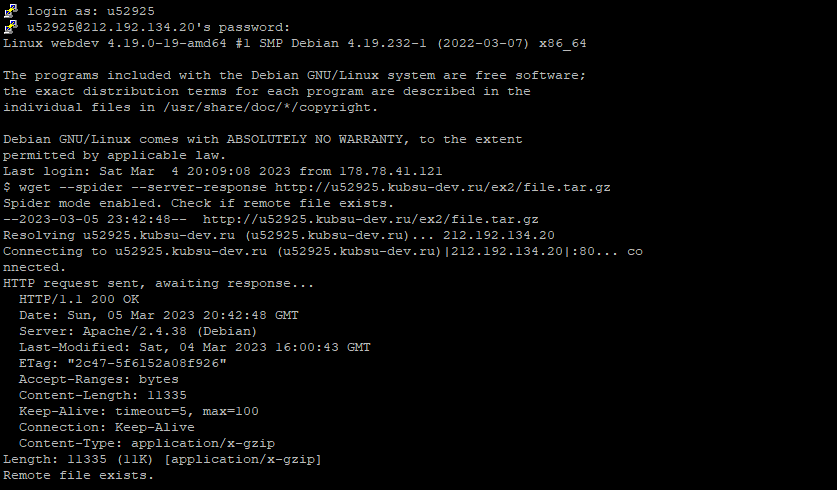 login as: u52925
u52925@212.192.134.20's password:
Linux webdev 4.19.0-19-amd64 #1 SMP Debian 4.19.232-1 (2022-03-07) x86_64
The programs included with the Debian GNU/Linux system are free software;
the exact distribution terms for each program are described in the
individual files in /usr/share/doc/*/copyright.
Debian GNU/Linux comes with ABSOLUTELY NO WARRANTY, to the extent
permitted by applicable law.
Last login: Sat Mar  4 20:09:08 2023 from 178.78.41.121
$ wget --spider --server-response http://u52925.kubsu-dev.ru/ex2/file.tar.gz
Spider mode enabled. Check if remote file exists.
--2023-03-05 23:42:48--  http://u52925.kubsu-dev.ru/ex2/file.tar.gz
Resolving u52925.kubsu-dev.ru (u52925.kubsu-dev.ru)... 212.192.134.20
Connecting to u52925.kubsu-dev.ru (u52925.kubsu-dev.ru)|212.192.134.20|:80... co
nnected.
HTTP request sent, awaiting response...
  HTTP/1.1 200 OK
  Date: Sun, 05 Mar 2023 20:42:48 GMT
  Server: Apache/2.4.38 (Debian)
  Last-Modified: Sat, 04 Mar 2023 16:00:43 GMT
  ETag: "2c47-5f6152a08f926"
  Accept-Ranges: bytes
  Content-Length: 11335
  Keep-Alive: timeout=5, max=100
  Connection: Keep-Alive
  Content-Type: application/x-gzip
Length: 11335 (11K) [application/x-gzip]
Remote file exists.